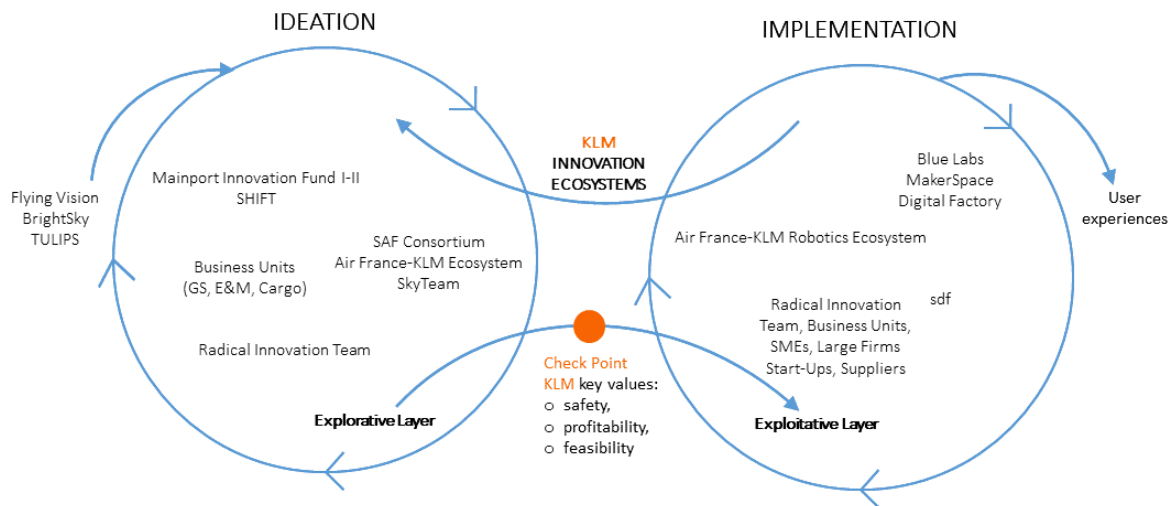 IDEATION
IMPLEMENTATION
KLM
INNOVATION
ECOSYSTEMS
Flying Vision
BrightSky
TULIPS
Mainport Innovation Fund I-II
SHIFT
SAF Consortium
Air France-KLM Ecosystem
SkyTeam
Business Units
(GS, E&M, Cargo)
Radical Innovation Team
Explorative Layer
Check Point
KLM key values:
o safety,
o profitability,
o feasibility
Blue Labs
MakerSpace
Digital Factory
Air France-KLM Robotics Ecosystem
Radical Innovation
Team, Business Units,
SMEs, Large Firms
Start-Ups, Suppliers
sdf
Exploitative Layer
User
experiences